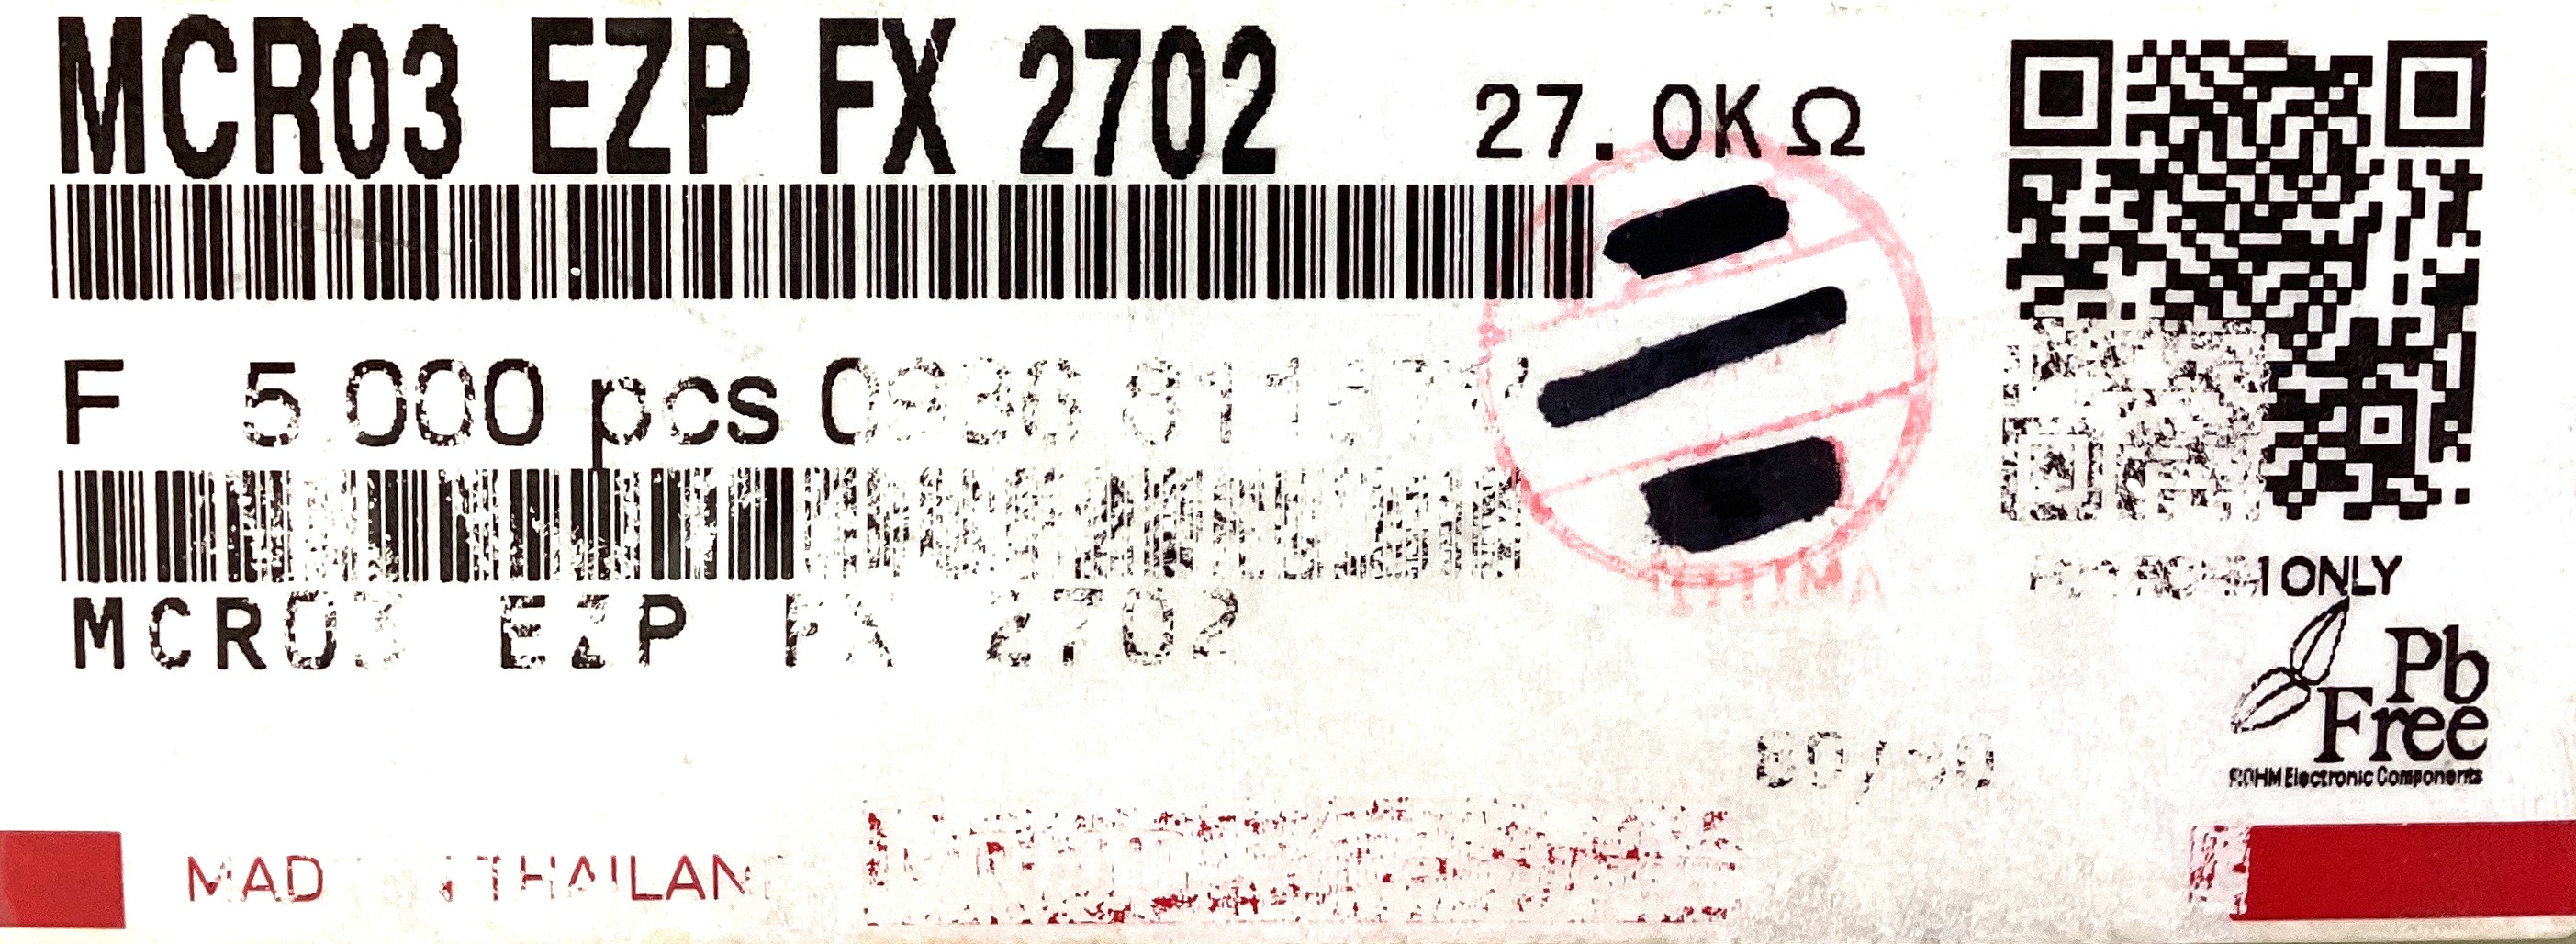 MCR03 EZP FX 2702
27.0KΩ
F 5 000 pcs
MCR03 EZP FX 2702
ONLY
Pb
Free
ROHM Electronic Components
THAILAN